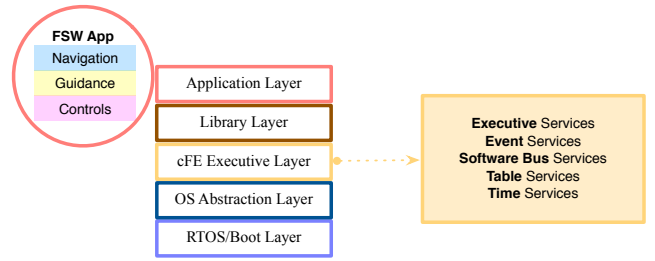 FSW App
Navigation
Guidance
Controls
Application Layer
Library Layer
cFE Executive Layer
OS Abstraction Layer
RTOS/Boot Layer
Executive Services
Event Services
Software Bus Services
Table Services
Time Services